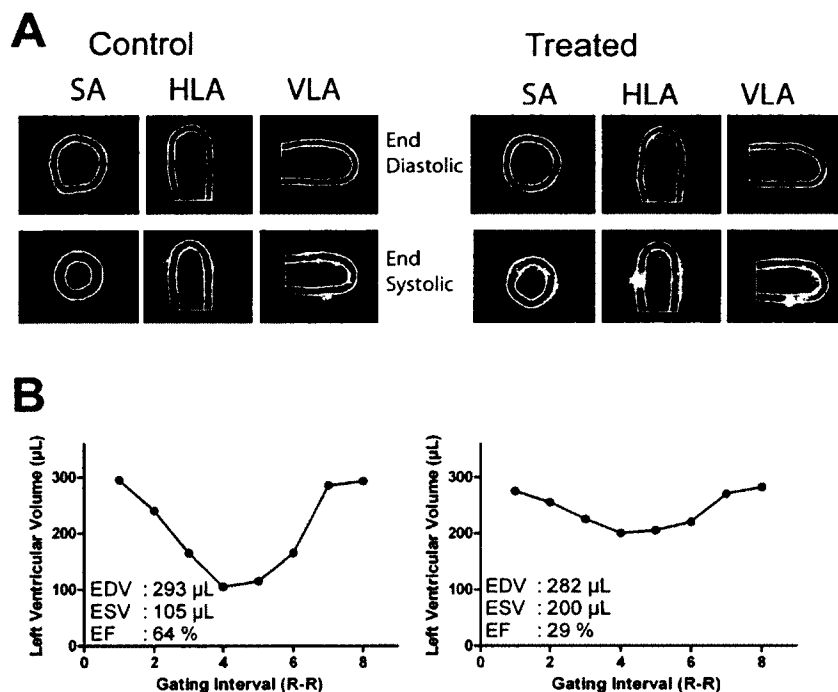 A
Control
Treated
SA HLA VLA
SA HLA VLA
End
Diastolic
End
Systolic
B
Left Ventricular Volume (µL)
300
200
100
0
EDV : 293 µL
ESV : 105 µL
EF : 64 %
0 2 4 6 8
Gating Interval (R-R)
Left Ventricular Volume (µL)
300
200
100
0
EDV : 282 µL
ESV : 200 µL
EF : 29 %
0 2 4 6 8
Gating Interval (R-R)